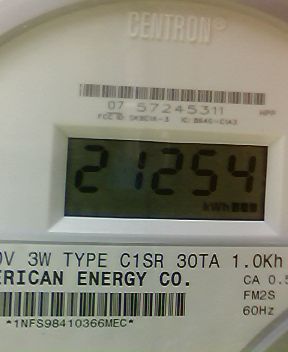 CENTRON®
07 57245311
21254
kWh
0V 3W TYPE C1SR 30TA 1.0Kh
ERICAN ENERGY CO.
CA 0.5
FM2S
60Hz
*1NFS98410366MEC*